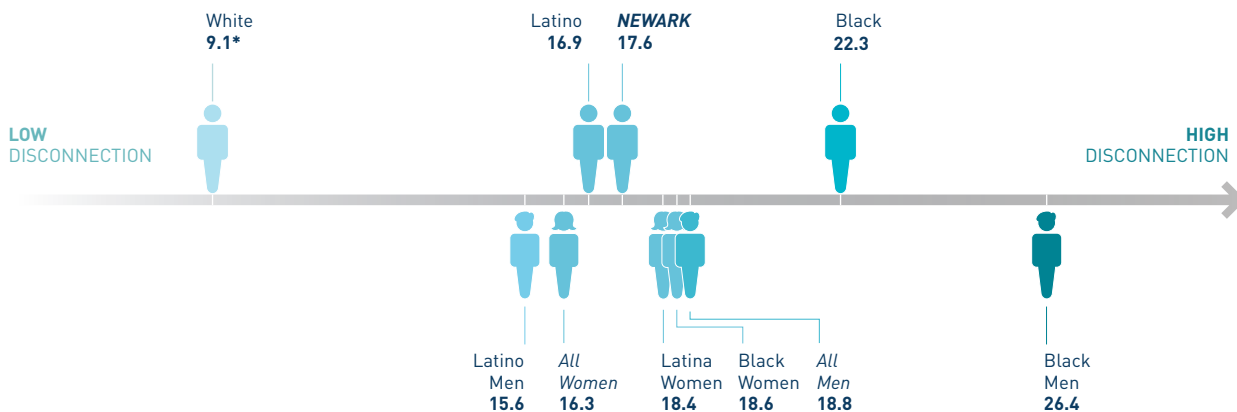 White
9.1*
Latino
16.9
NEWARK
17.6
Black
22.3
LOW
DISCONNECTION
HIGH
DISCONNECTION
Latino
Men
15.6
All
Women
16.3
Latina
Women
18.4
Black
Women
18.6
All
Men
18.8
Black
Men
26.4